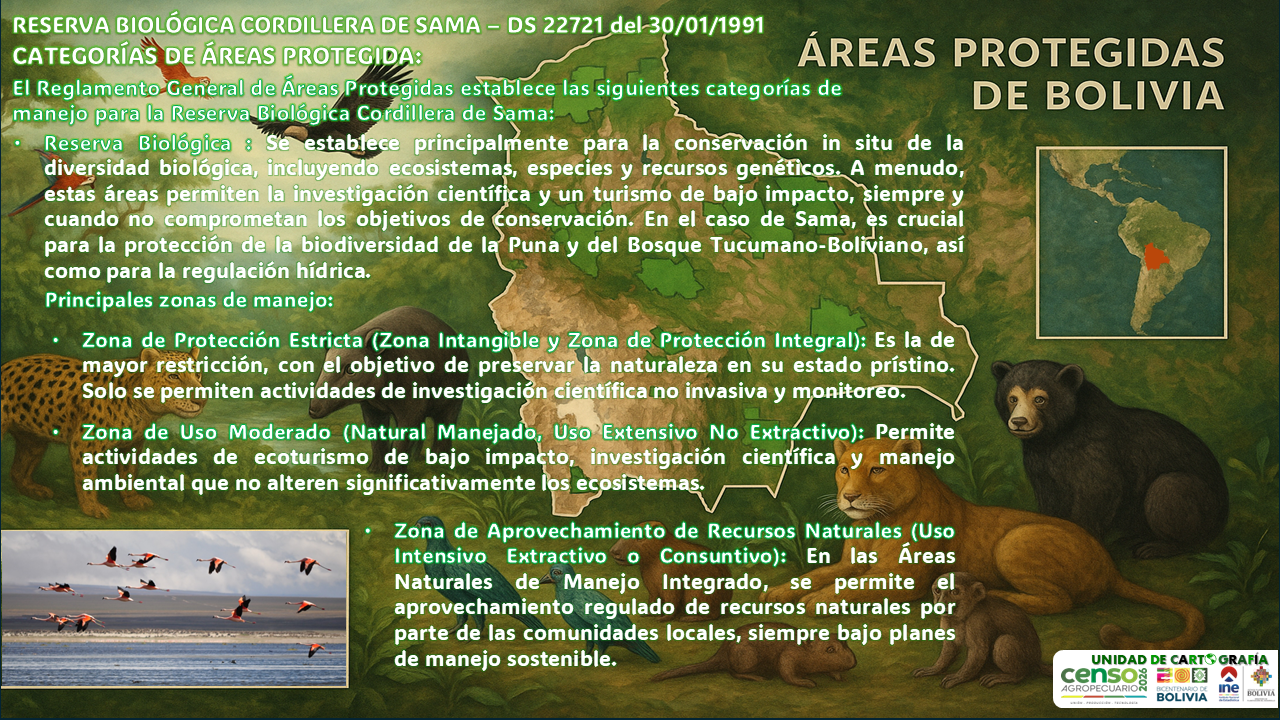 RESERVA BIOLÓGICA CORDILLERA DE SAMA – DS 22721 del 30/01/1991
CATEGORÍAS DE ÁREAS PROTEGIDA:
ÁREAS PROTEGIDAS
DE BOLIVIA
El Reglamento General de Áreas Protegidas establece las siguientes categorías de
manejo para la Reserva Biológica Cordillera de Sama:
• Reserva Biológica : Se establece principalmente para la conservación in situ de la
diversidad biológica, incluyendo ecosistemas, especies y recursos genéticos. A menudo,
estas áreas permiten la investigación científica y un turismo de bajo impacto, siempre y
cuando no comprometan los objetivos de conservación. En el caso de Sama, es crucial
para la protección de la biodiversidad de la Puna y del Bosque Tucumano-Boliviano, así
como para la regulación hídrica.
Principales zonas de manejo:
• Zona de Protección Estricta (Zona Intangible y Zona de Protección Integral): Es la de
mayor restricción, con el objetivo de preservar la naturaleza en su estado prístino.
Solo se permiten actividades de investigación científica no invasiva y monitoreo.
• Zona de Uso Moderado (Natural Manejado, Uso Extensivo No Extractivo): Permite
actividades de ecoturismo de bajo impacto, investigación científica y manejo
ambiental que no alteren significativamente los ecosistemas.
• Zona de Aprovechamiento de Recursos Naturales (Uso
Intensivo Extractivo o Consuntivo): En las Áreas
Naturales de Manejo Integrado, se permite el
aprovechamiento regulado de recursos naturales por
parte de las comunidades locales, siempre bajo planes
de manejo sostenible.
UNIDAD DE CARTOGRAFÍA
censo
AGROPECUARIO
2026
BICENTENARIO DE
BOLIVIA
ine
BOLIVIA